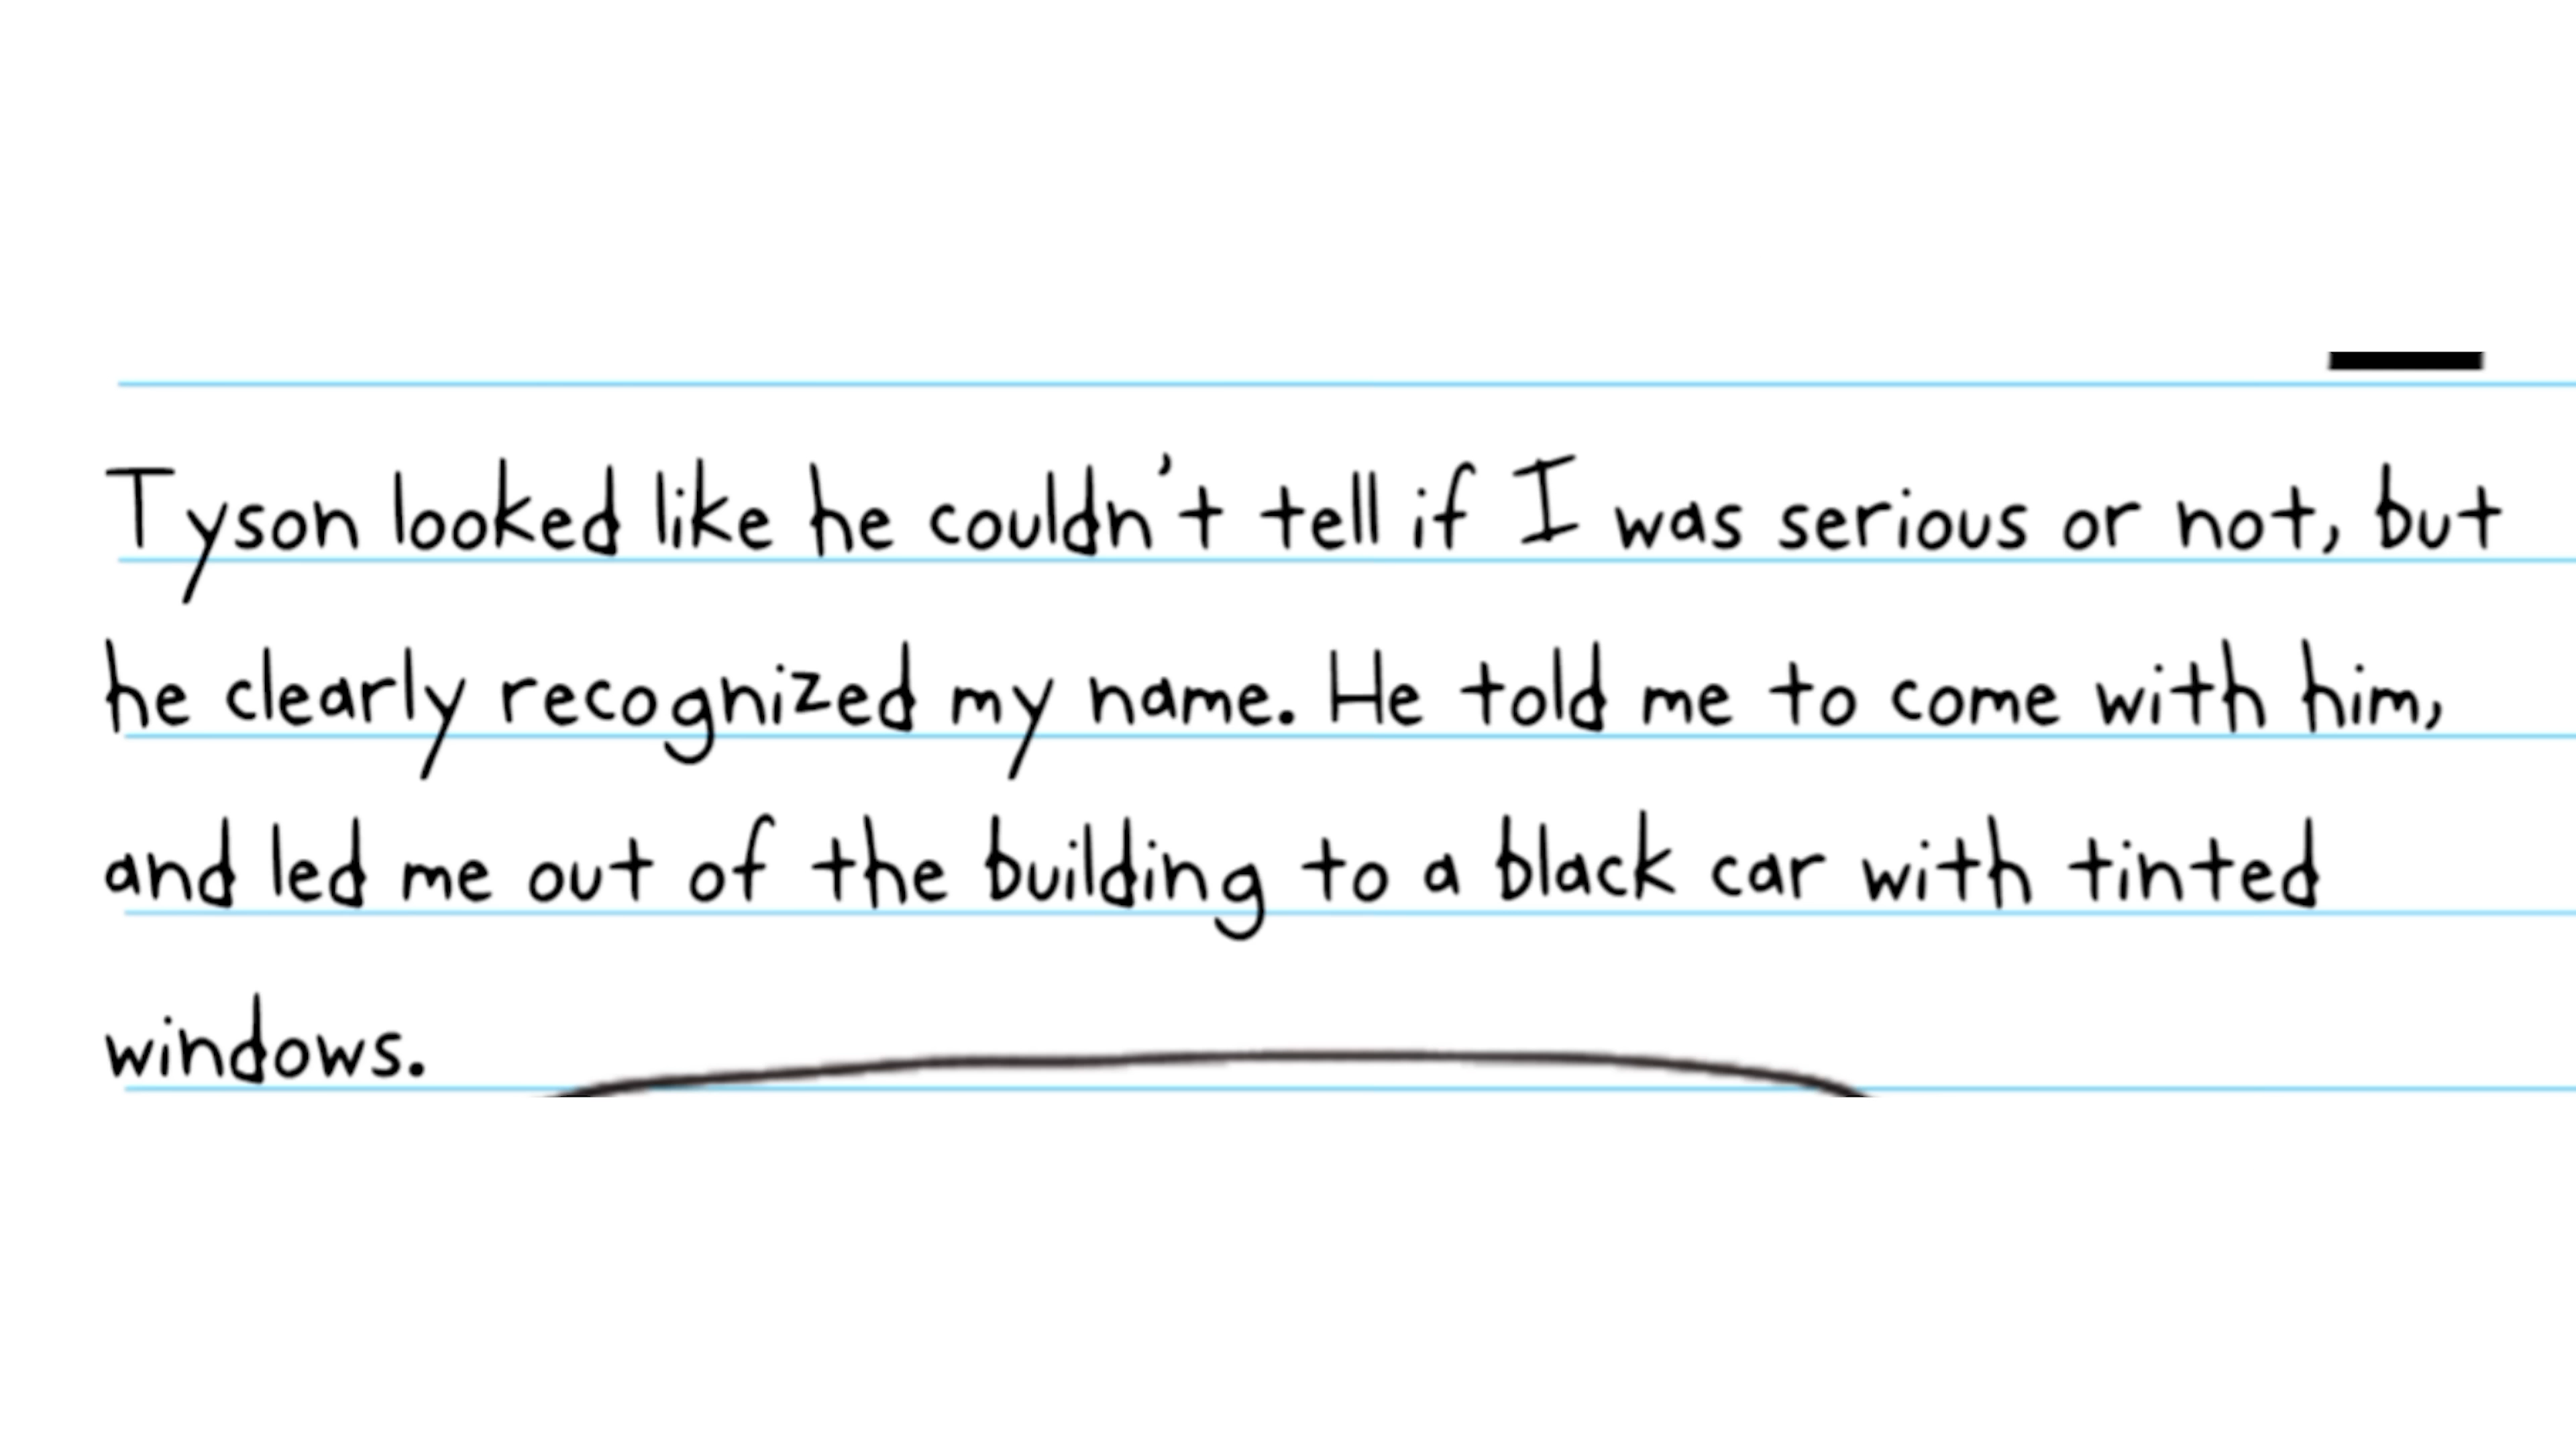 Tyson looked like he couldn't tell if I was serious or not, but
he clearly recognized my name. He told me to come with him,
and led me out of the building to a black car with tinted
windows.